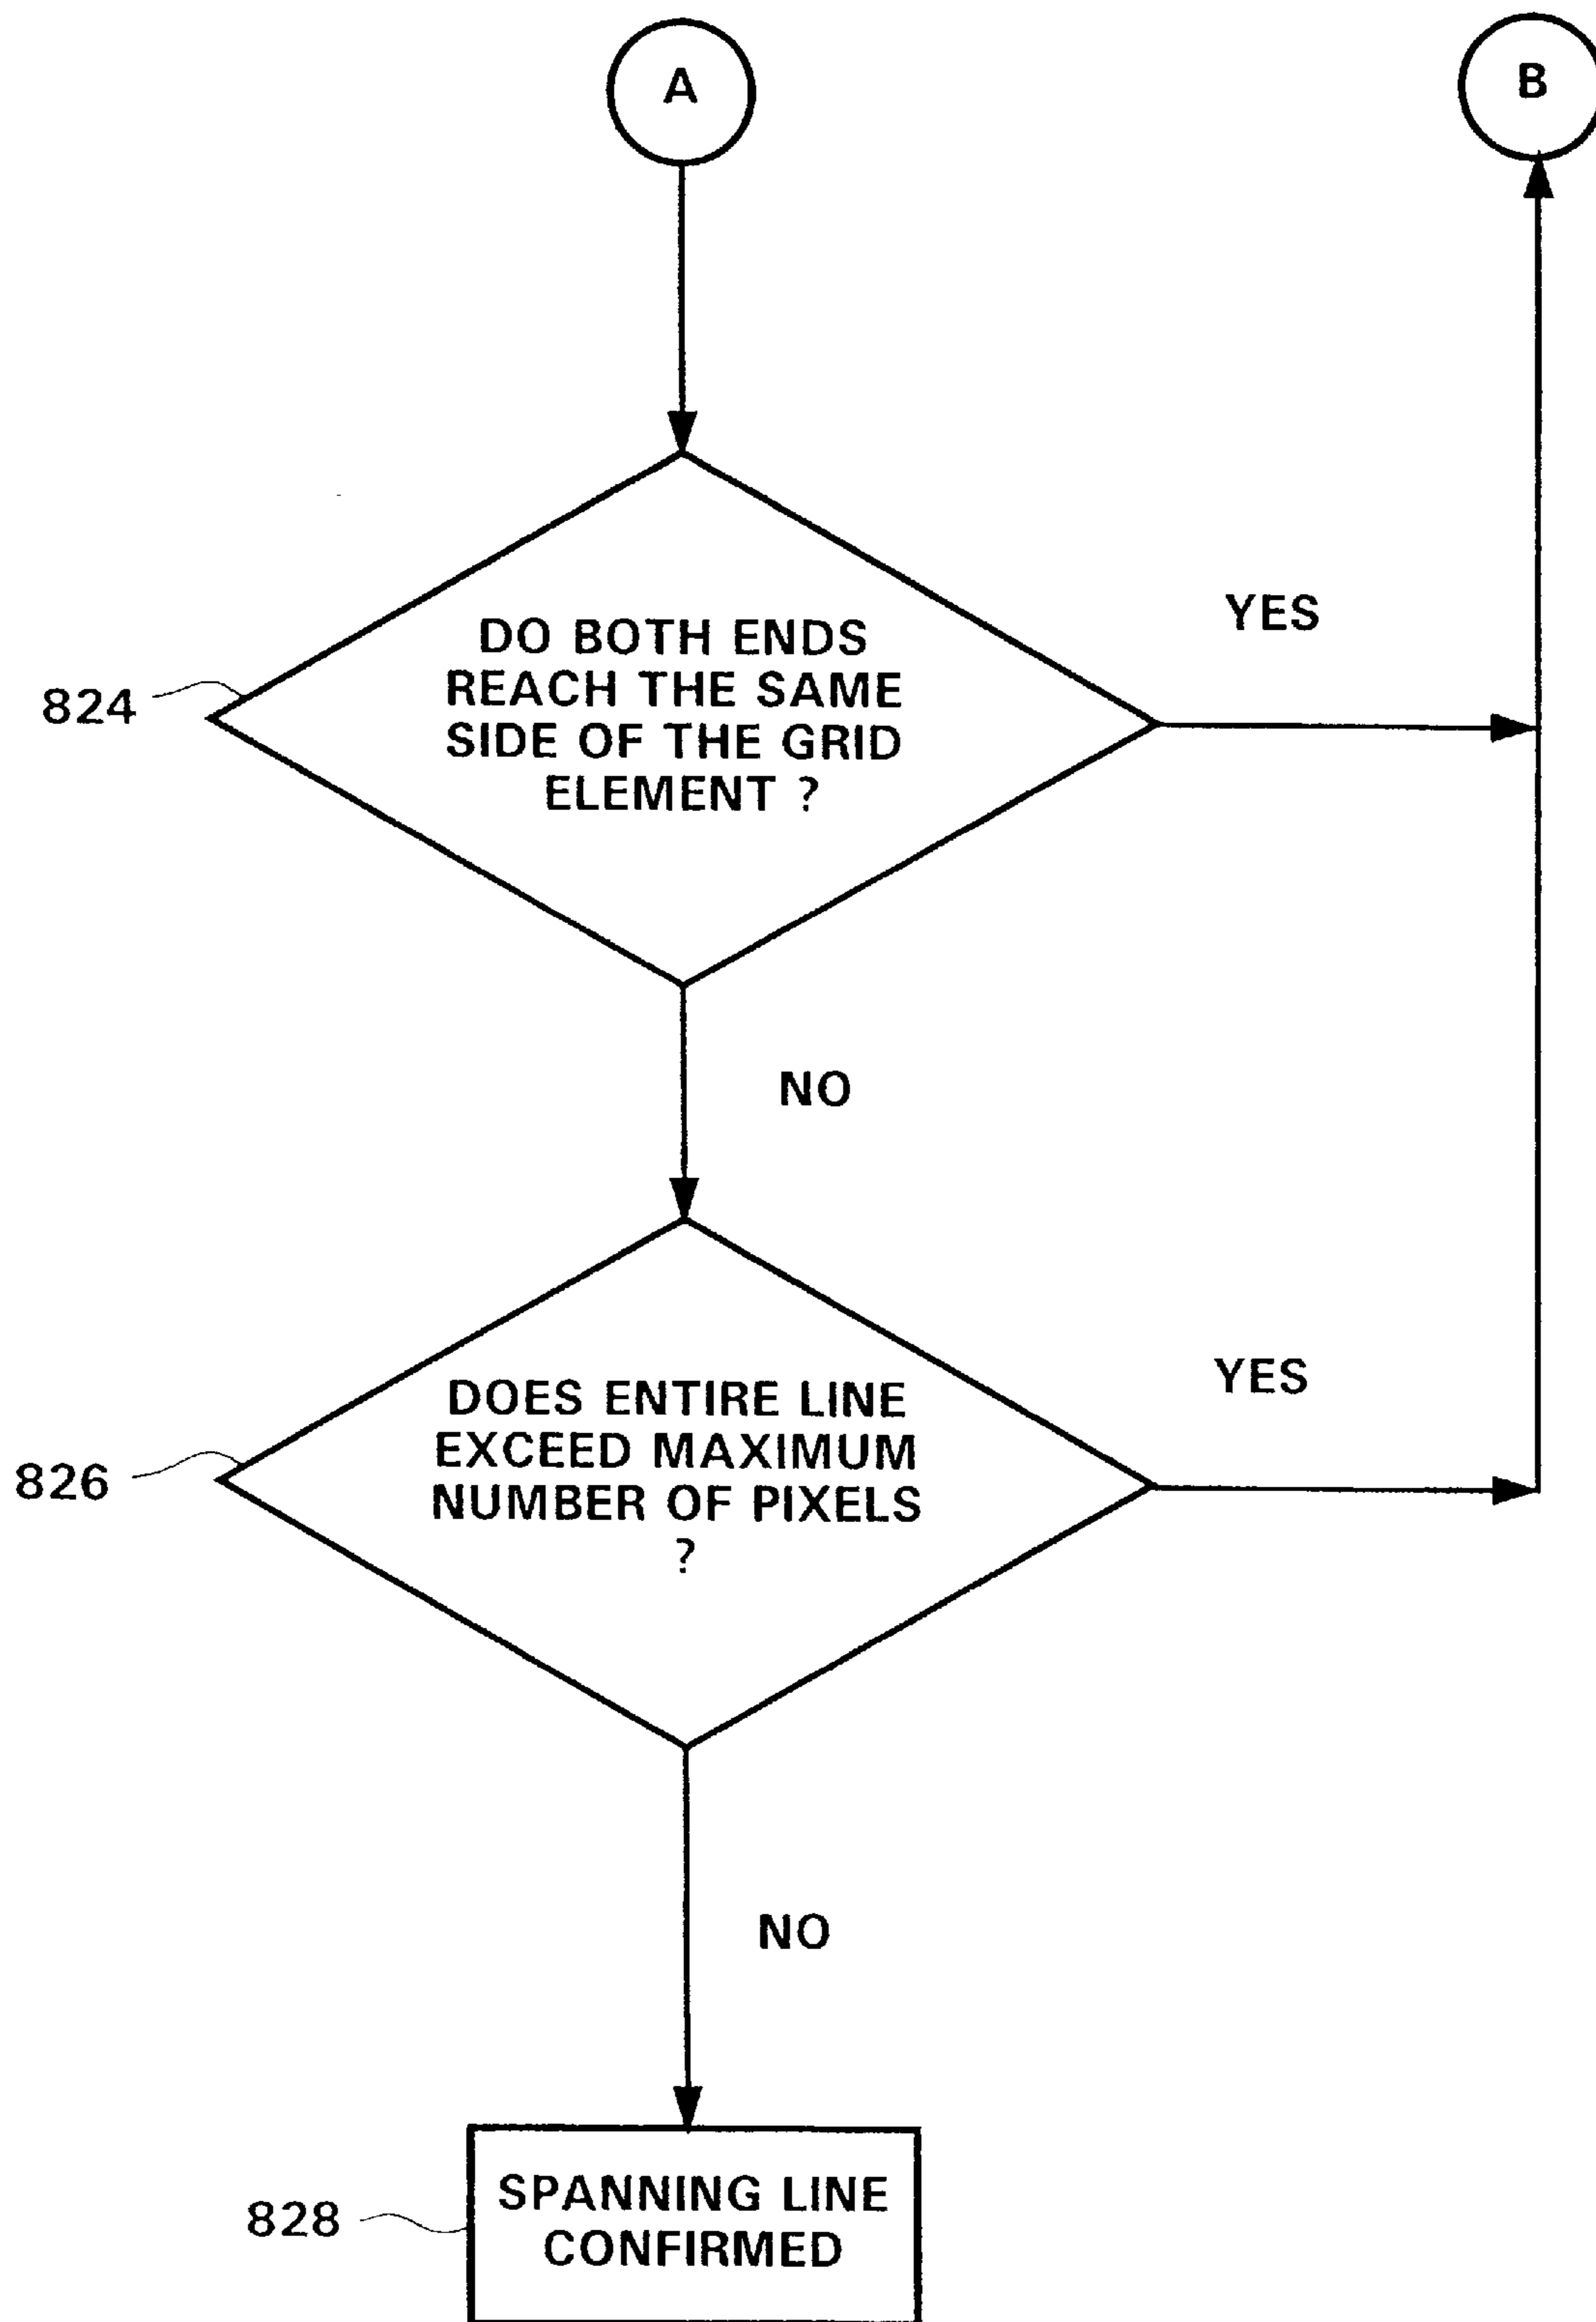 A
B
DO BOTH ENDS
REACH THE SAME
SIDE OF THE GRID
ELEMENT ?
824
YES
NO
DOES ENTIRE LINE
EXCEED MAXIMUM
NUMBER OF PIXELS
?
826
YES
NO
SPANNING LINE
CONFIRMED
828